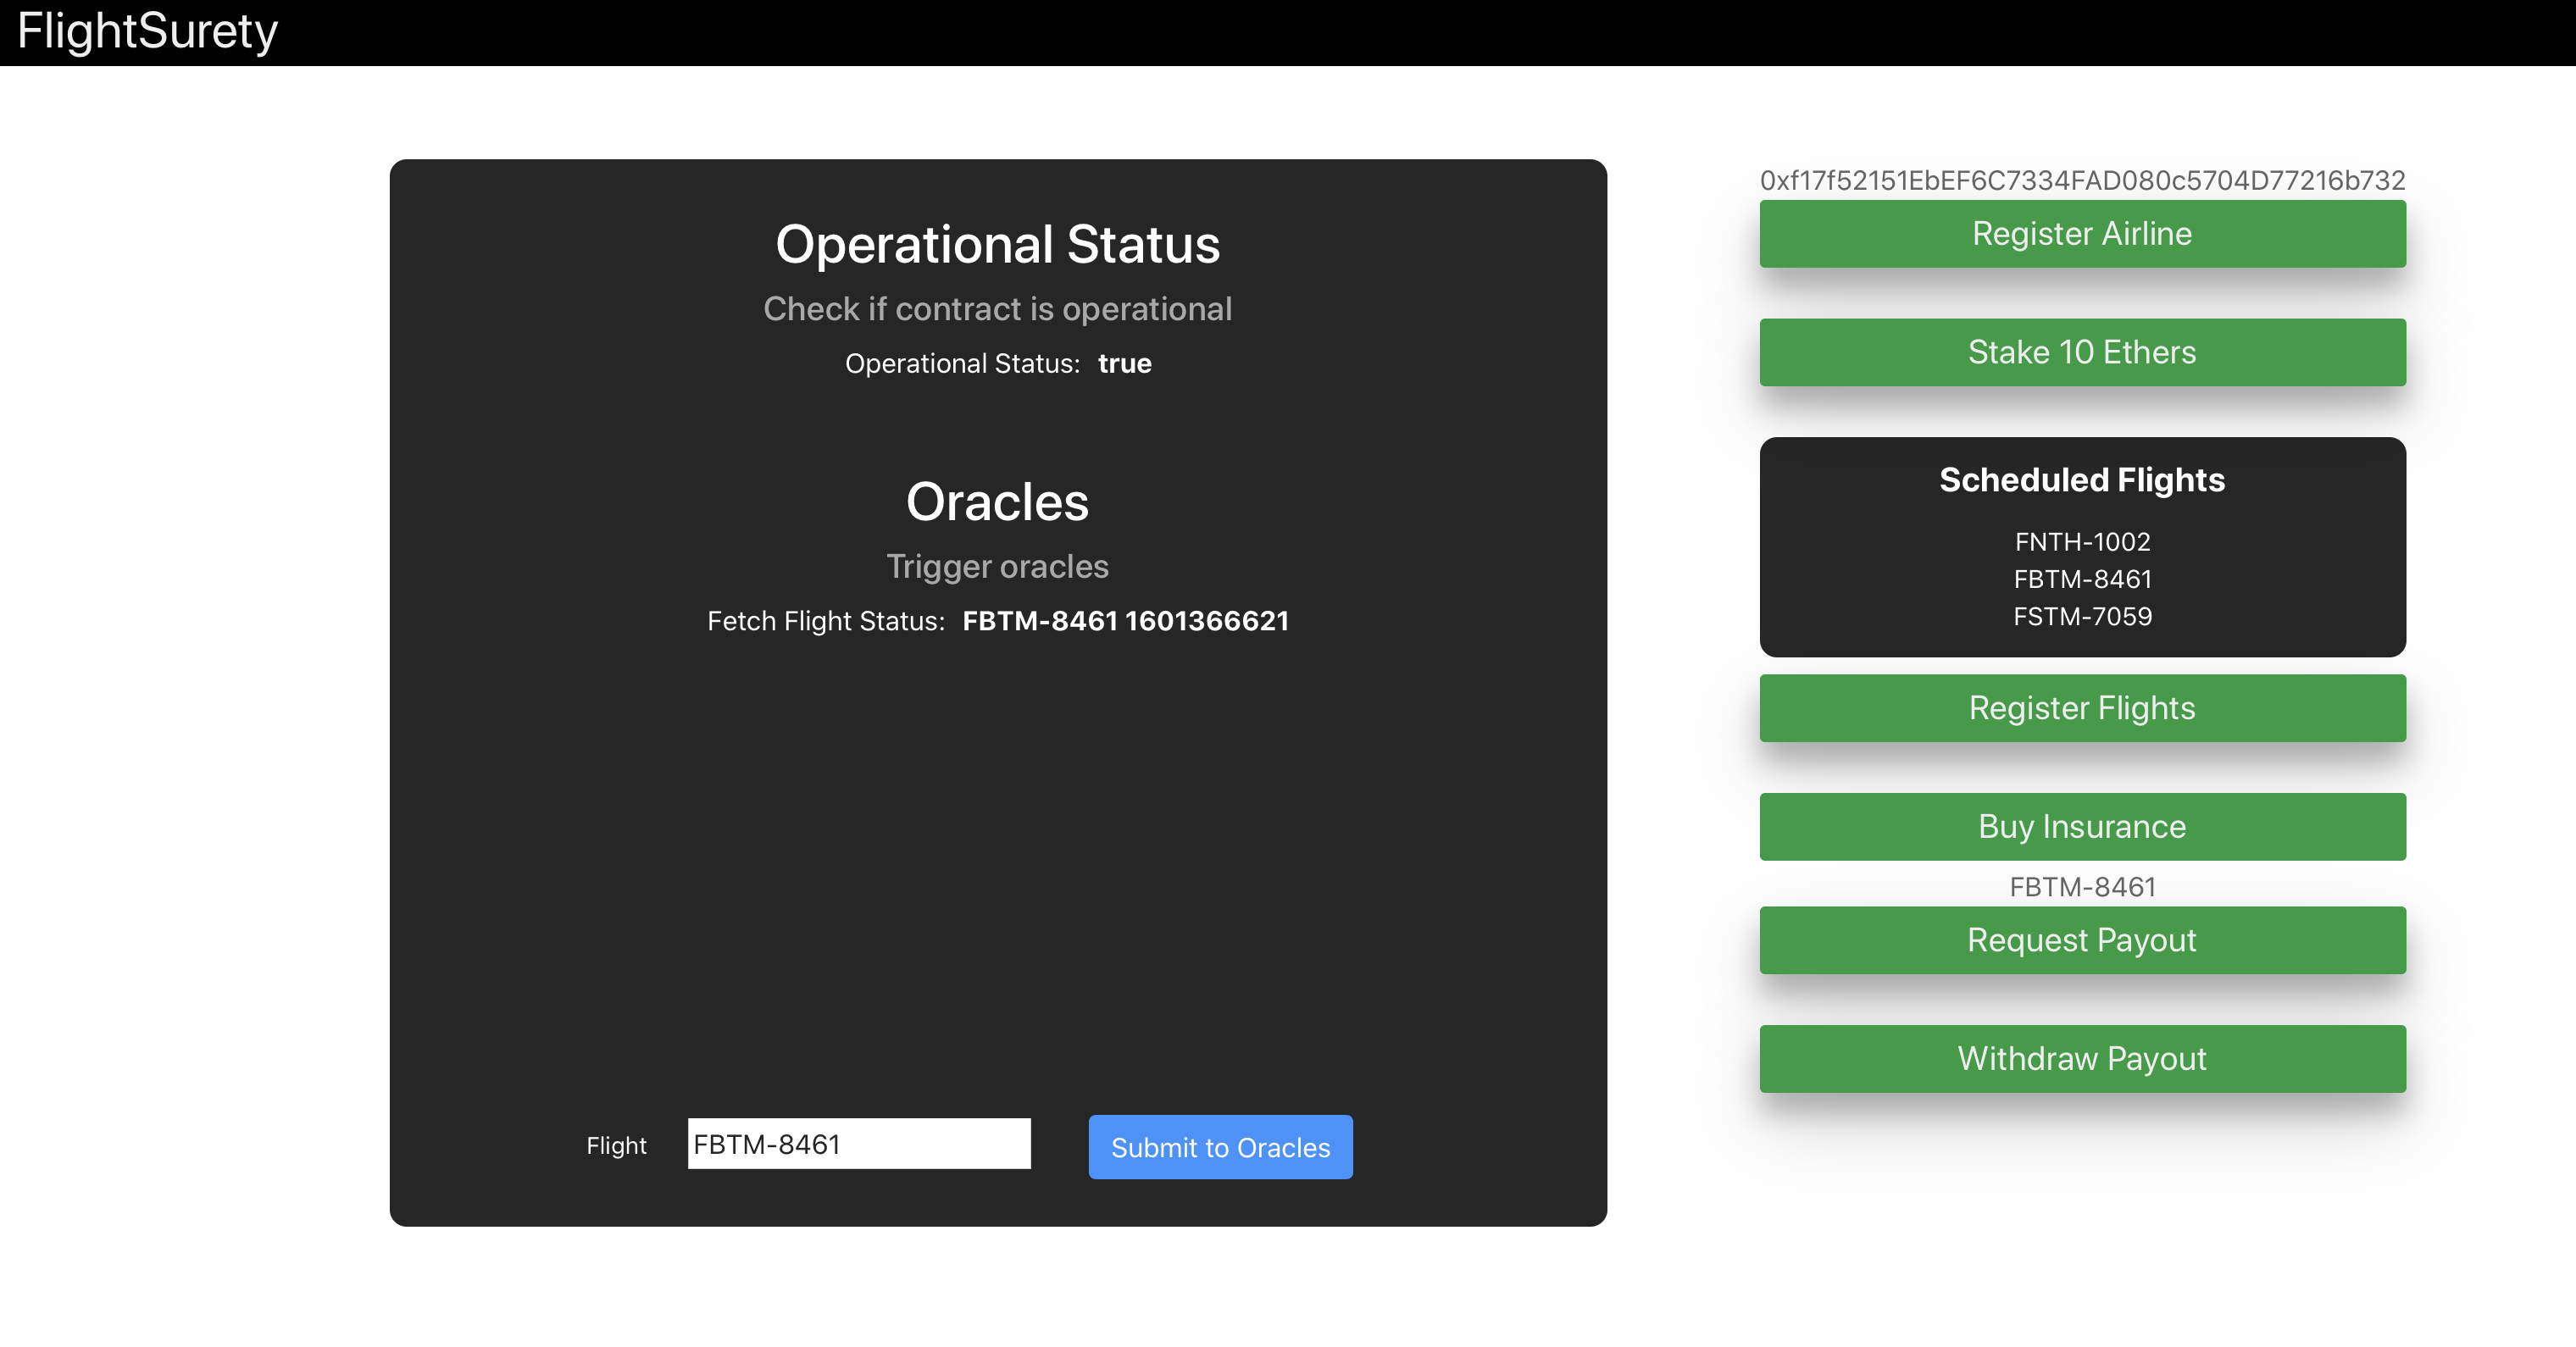 FlightSurety
Operational Status
Check if contract is operational
Operational Status: true
Oracles
Trigger oracles
Fetch Flight Status: FBTM-8461 1601366621
Flight FBTM-8461 Submit to Oracles
0xf17f52151EbEF6C7334FAD080c5704D77216b732
Register Airline
Stake 10 Ethers
Scheduled Flights
FNTH-1002
FBTM-8461
FSTM-7059
Register Flights
Buy Insurance
FBTM-8461
Request Payout
Withdraw Payout